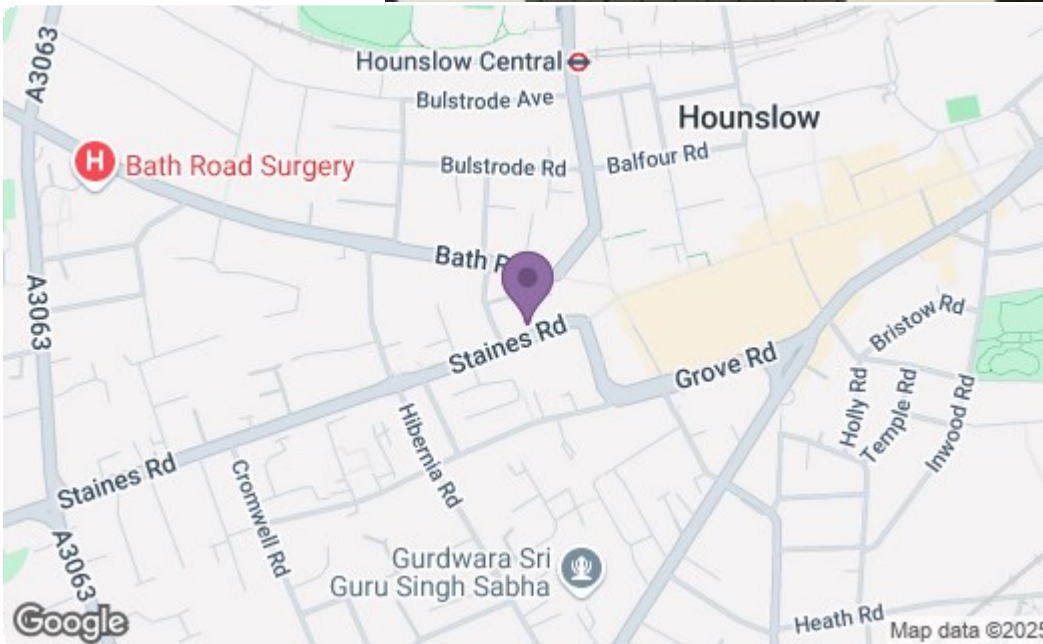 A3063
Hounslow Central
Bulstrode Ave
Hounslow
Bulstrode Rd
Balfour Rd
H
Bath Road Surgery
Bath
A3063
Staines Rd
Bristow Rd
Grove Rd
Holly Rd
Temple Rd
Inwood Rd
Hibernia Rd
Staines Rd
Cromwell Rd
A3063
Gurdwara Sri
Guru Singh Sabha
Heath Rd
Google
Map data ©2025